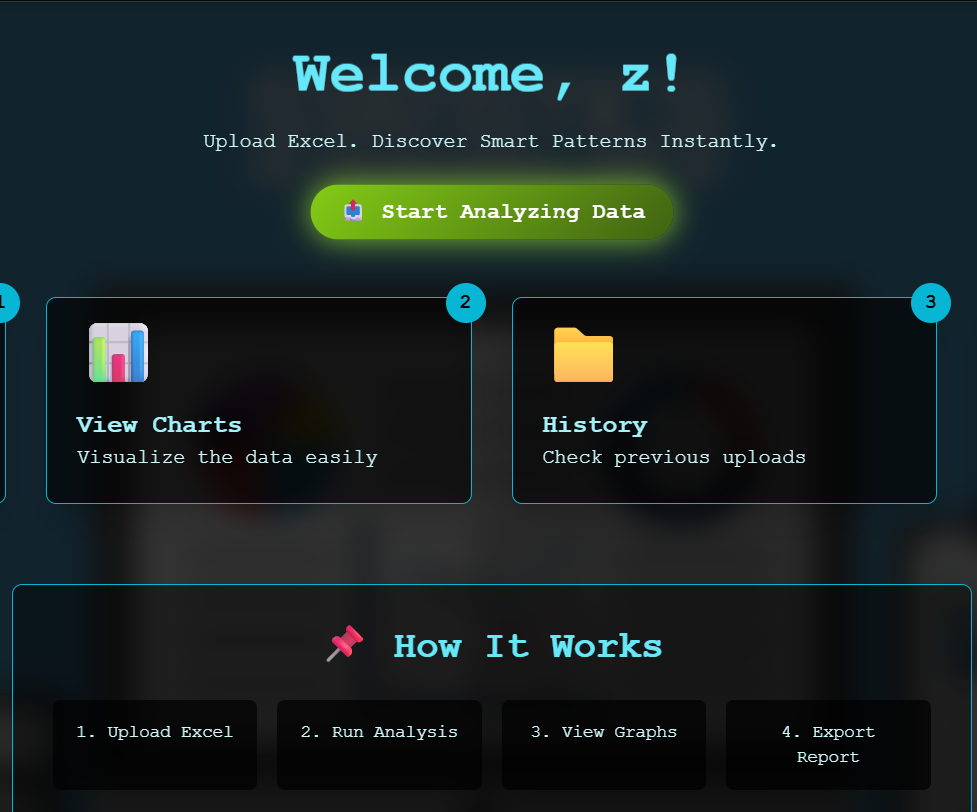 Welcome, z!
Upload Excel. Discover Smart Patterns Instantly.
Start Analyzing Data
1
2
3
View Charts
Visualize the data easily
History
Check previous uploads
How It Works
1. Upload Excel
2. Run Analysis
3. View Graphs
4. Export
Report